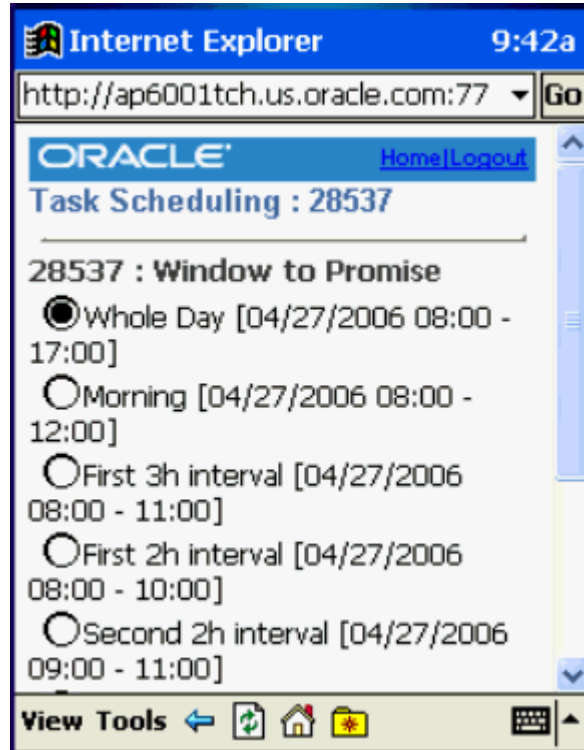 Internet Explorer 9:42a
http://ap6001tch.us.oracle.com:77 Go
ORACLE Home|Logout
Task Scheduling : 28537
28537 : Window to Promise
Whole Day [04/27/2006 08:00 -
17:00]
Morning [04/27/2006 08:00 -
12:00]
First 3h interval [04/27/2006
08:00 - 11:00]
First 2h interval [04/27/2006
08:00 - 10:00]
Second 2h interval [04/27/2006
09:00 - 11:00]
View Tools